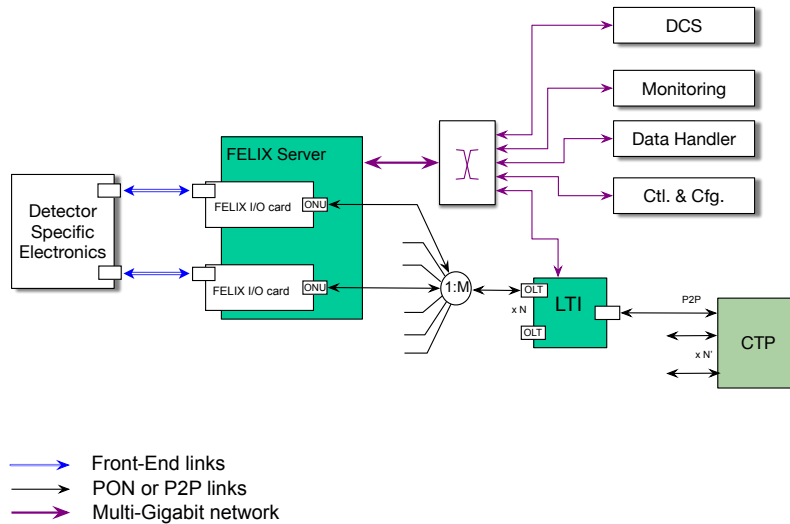 DCS
Monitoring
Data Handler
Ctl. & Cfg.
FELIX Server
FELIX I/O card
ONU
FELIX I/O card
ONU
Detector
Specific
Electronics
1:M
OLT
x N
OLT
LTI
P2P
x N'
CTP
Front-End links
PON or P2P links
Multi-Gigabit network